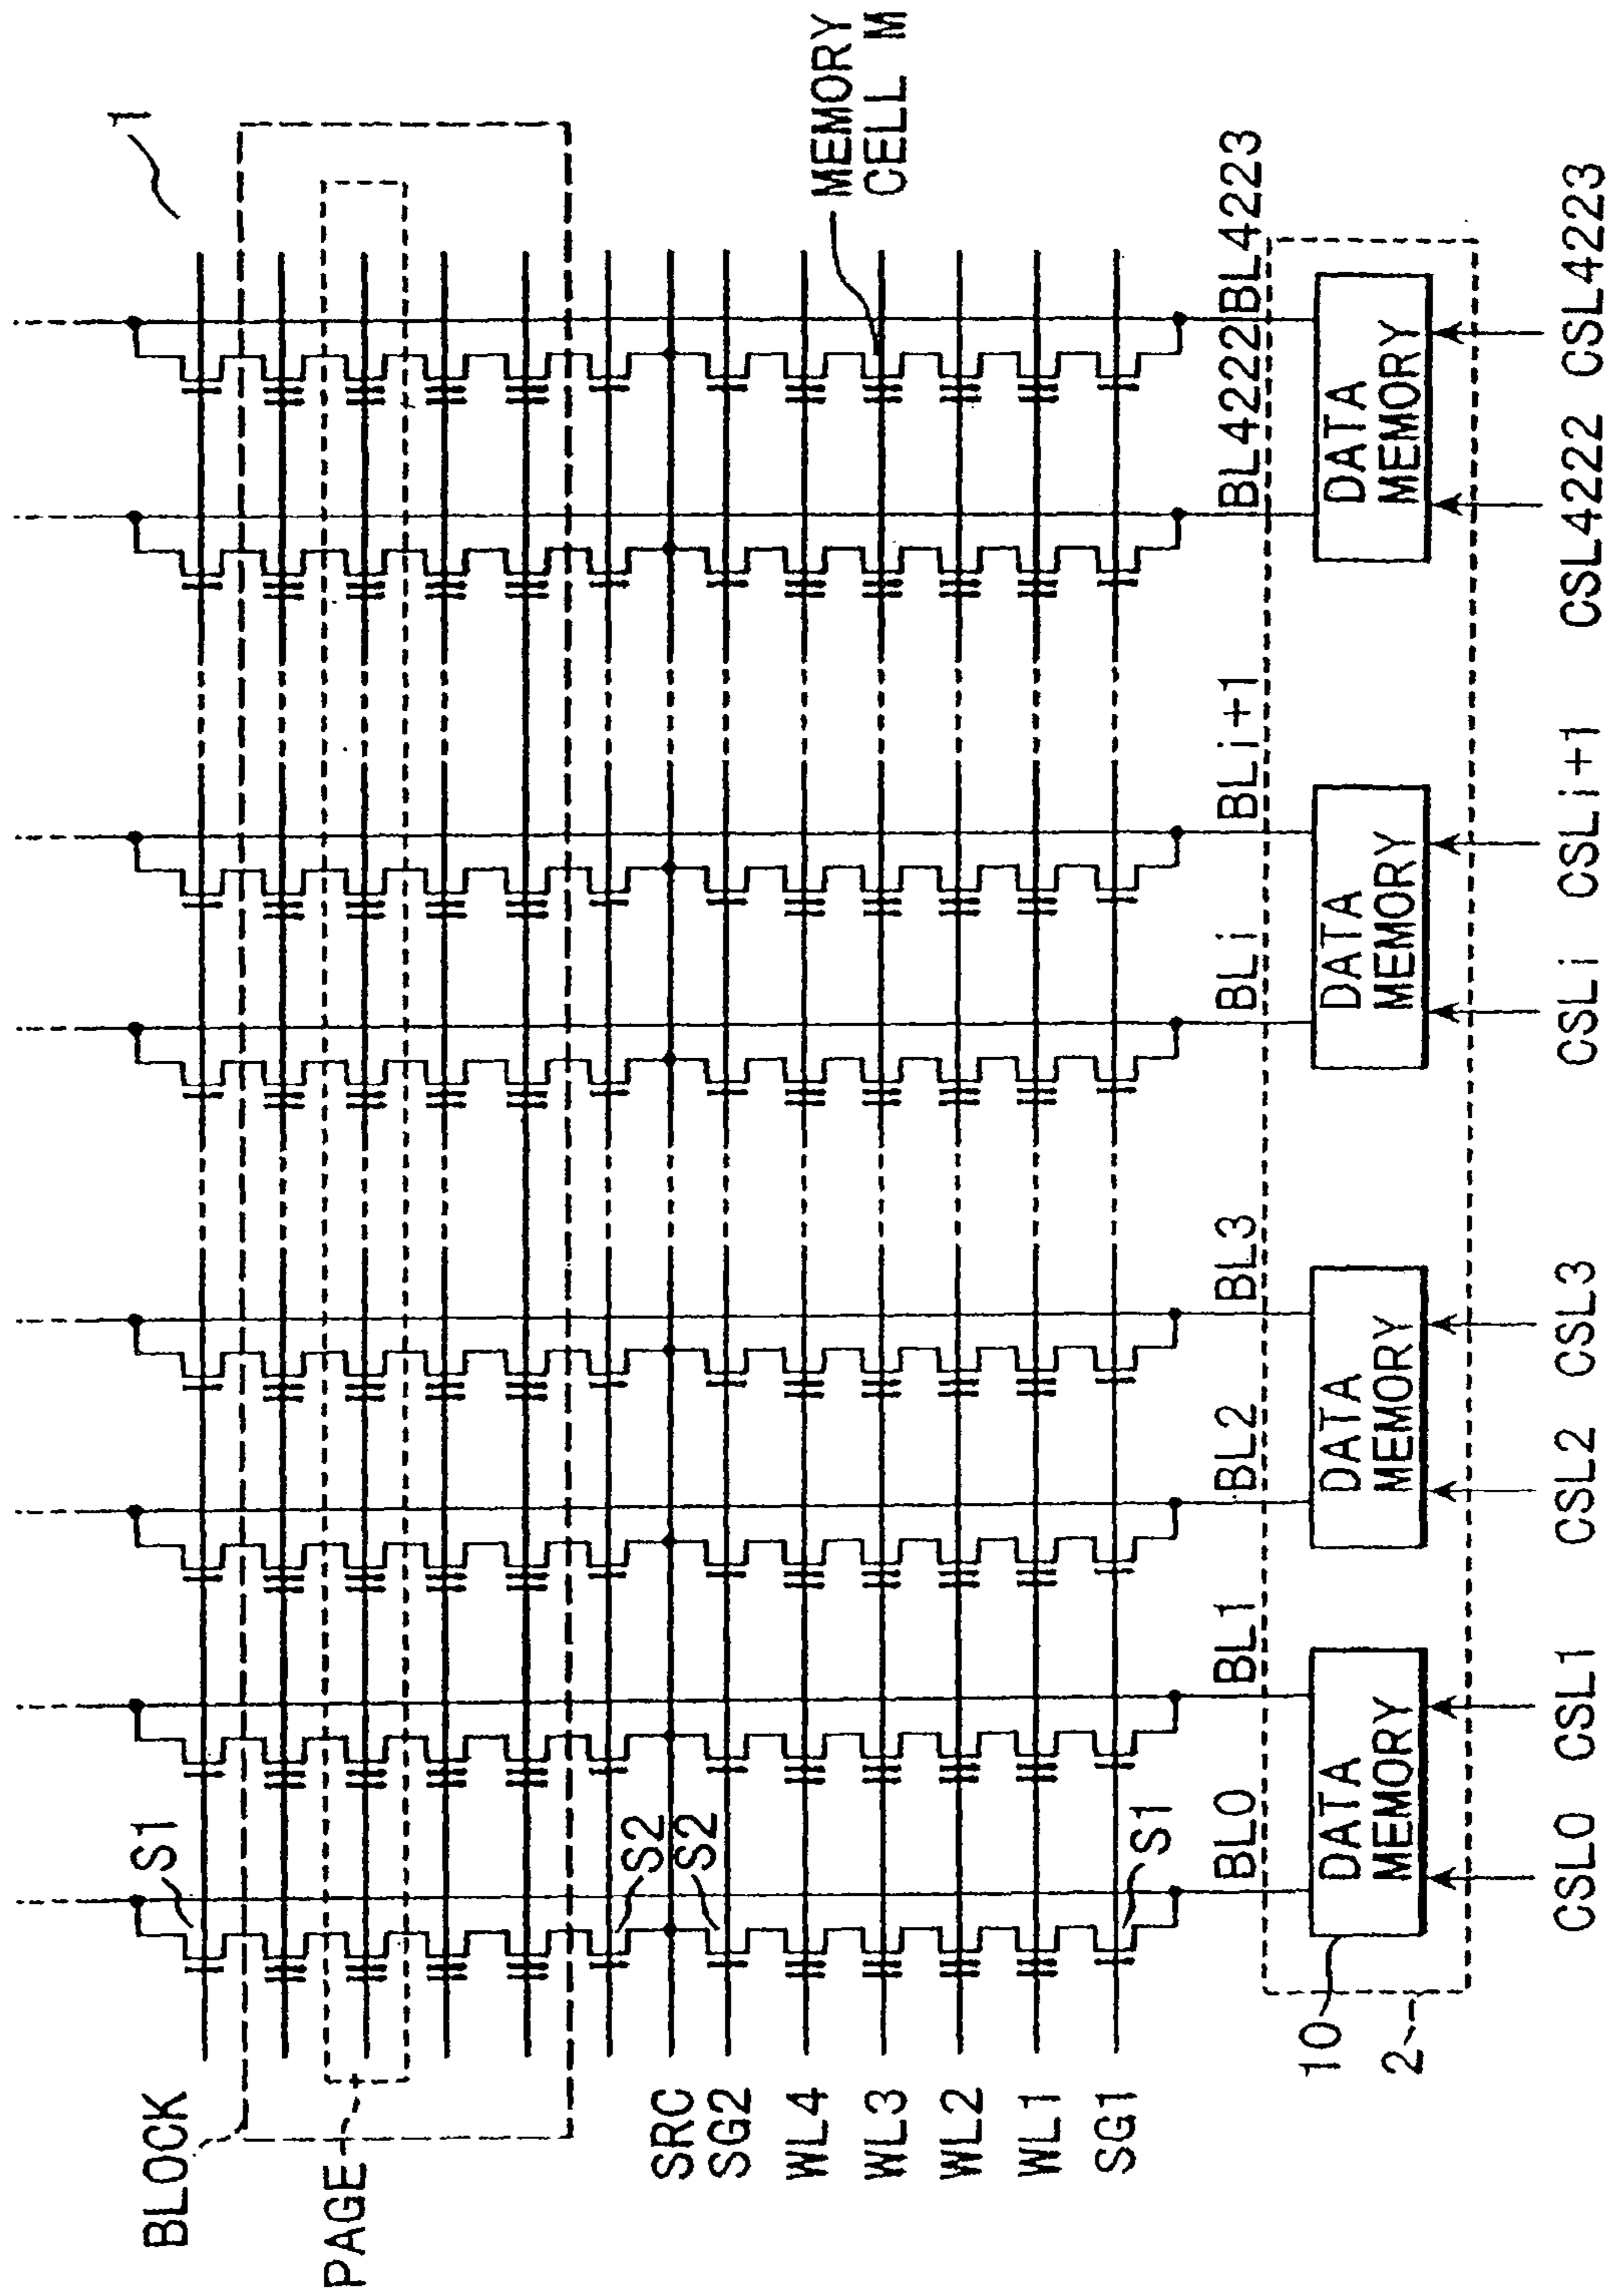 BLOCK
1
PAGE
S1
S2
S2
S1
SRC
SG2
WL4
WL3
WL2
WL1
SG1
MEMORY
CELL M
BL0
BL1
BL2
BL3
BLi
BLi+1
BL4222
BL4223
10
2
DATA
MEMORY
DATA
MEMORY
DATA
MEMORY
DATA
MEMORY
CSL0
CSL1
CSL2
CSL3
CSLi
CSLi+1
CSL4222
CSL4223